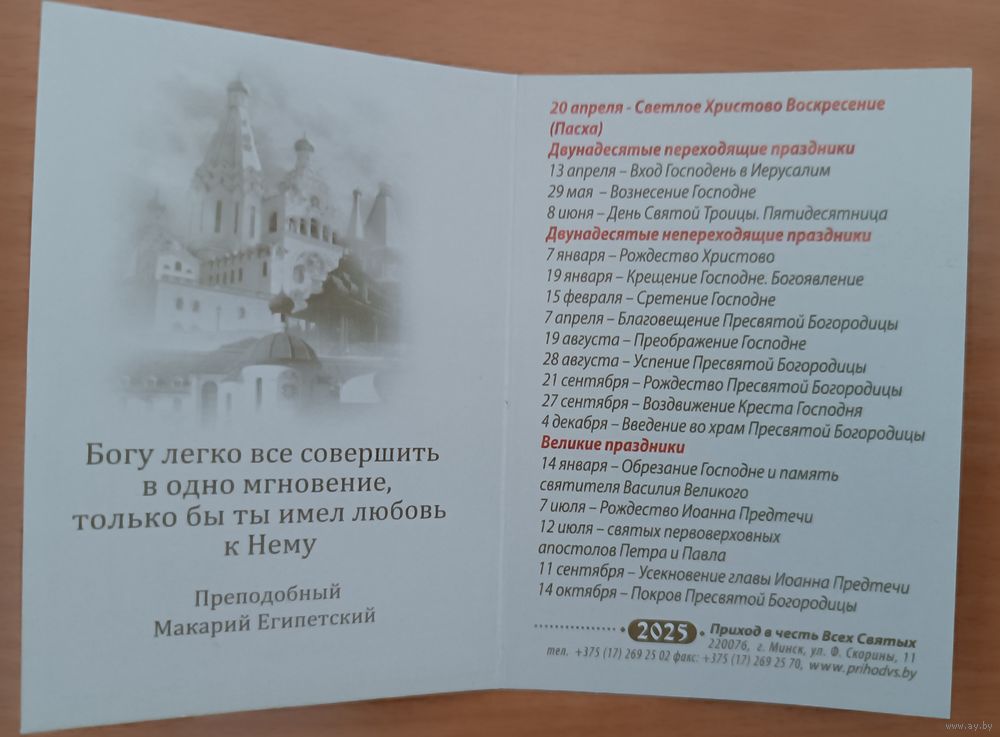 Богу легко все совершить
в одно мгновение,
только бы ты имел любовь
к Нему
Преподобный
Макарий Египетский
20 апреля - Светлое Христово Воскресение
(Пасха)
Двунадесятые переходящие праздники
13 апреля – Вход Господень в Иерусалим
29 мая – Вознесение Господне
8 июня – День Святой Троицы. Пятидесятница
Двунадесятые непереходящие праздники
7 января – Рождество Христово
19 января – Крещение Господне. Богоявление
15 февраля – Сретение Господне
7 апреля – Благовещение Пресвятой Богородицы
19 августа – Преображение Господне
28 августа – Успение Пресвятой Богородицы
21 сентября – Рождество Пресвятой Богородицы
27 сентября – Воздвижение Креста Господня
4 декабря – Введение во храм Пресвятой Богородицы
Великие праздники
14 января – Обрезание Господне и память
святителя Василия Великого
7 июля – Рождество Иоанна Предтечи
12 июля – святых первоверховных
апостолов Петра и Павла
11 сентября – Усекновение главы Иоанна Предтечи
14 октября – Покров Пресвятой Богородицы
2025 Приход в честь Всех Святых
220076, г. Минск, ул. Ф. Скорины, 11
тел. +375 (17) 269 25 02 факс: +375 (17) 269 25 70, www.prihodvs.by
www.ay.by